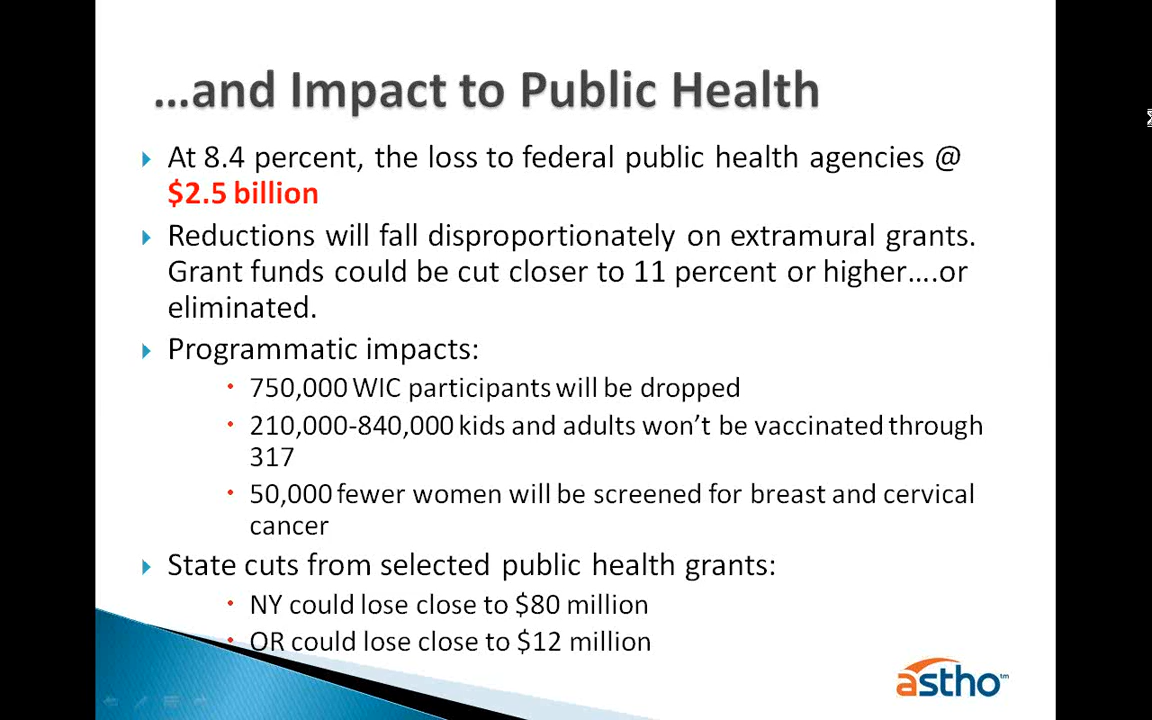 ...and Impact to Public Health
At 8.4 percent, the loss to federal public health agencies @
$2.5 billion
Reductions will fall disproportionately on extramural grants.
Grant funds could be cut closer to 11 percent or higher....or
eliminated.
Programmatic impacts:
750,000 WIC participants will be dropped
210,000-840,000 kids and adults won’t be vaccinated through
317
50,000 fewer women will be screened for breast and cervical
cancer
State cuts from selected public health grants:
NY could lose close to $80 million
OR could lose close to $12 million
astho™